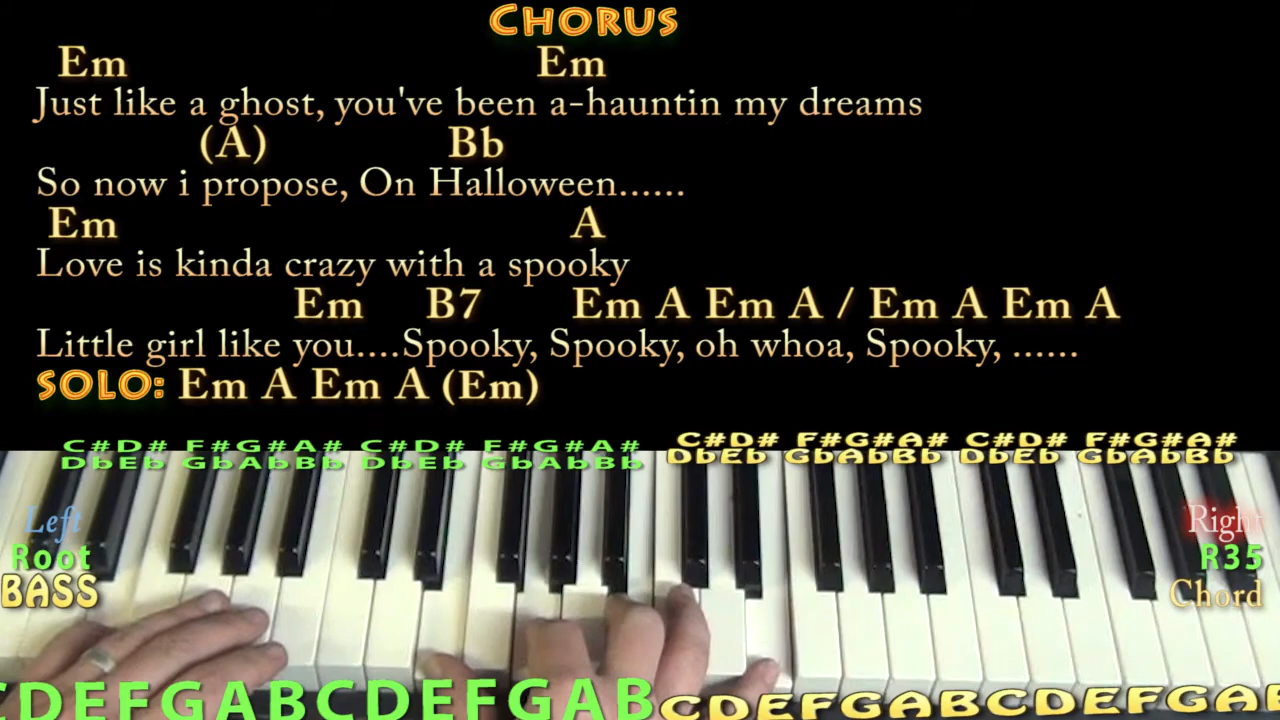 CHORUS
Em Em
Just like a ghost, you've been a-hauntin my dreams
(A) Bb
So now i propose, On Halloween......
Em A
Love is kinda crazy with a spooky
Em B7 Em A Em A / Em A Em A
Little girl like you....Spooky, Spooky, oh whoa, Spooky, ......
SOLO: Em A Em A (Em)
C#D# F#G#A# C#D# F#G#A# C#D# F#G#A# C#D# F#G#A#
DbEb GbAbBb DbEb GbAbBb DbEb GbAbBb DbEb GbAbBb
Left Right
Root R35
BASS Chord
CDEFGABCDEFGABCDEFGABCDEFGAB